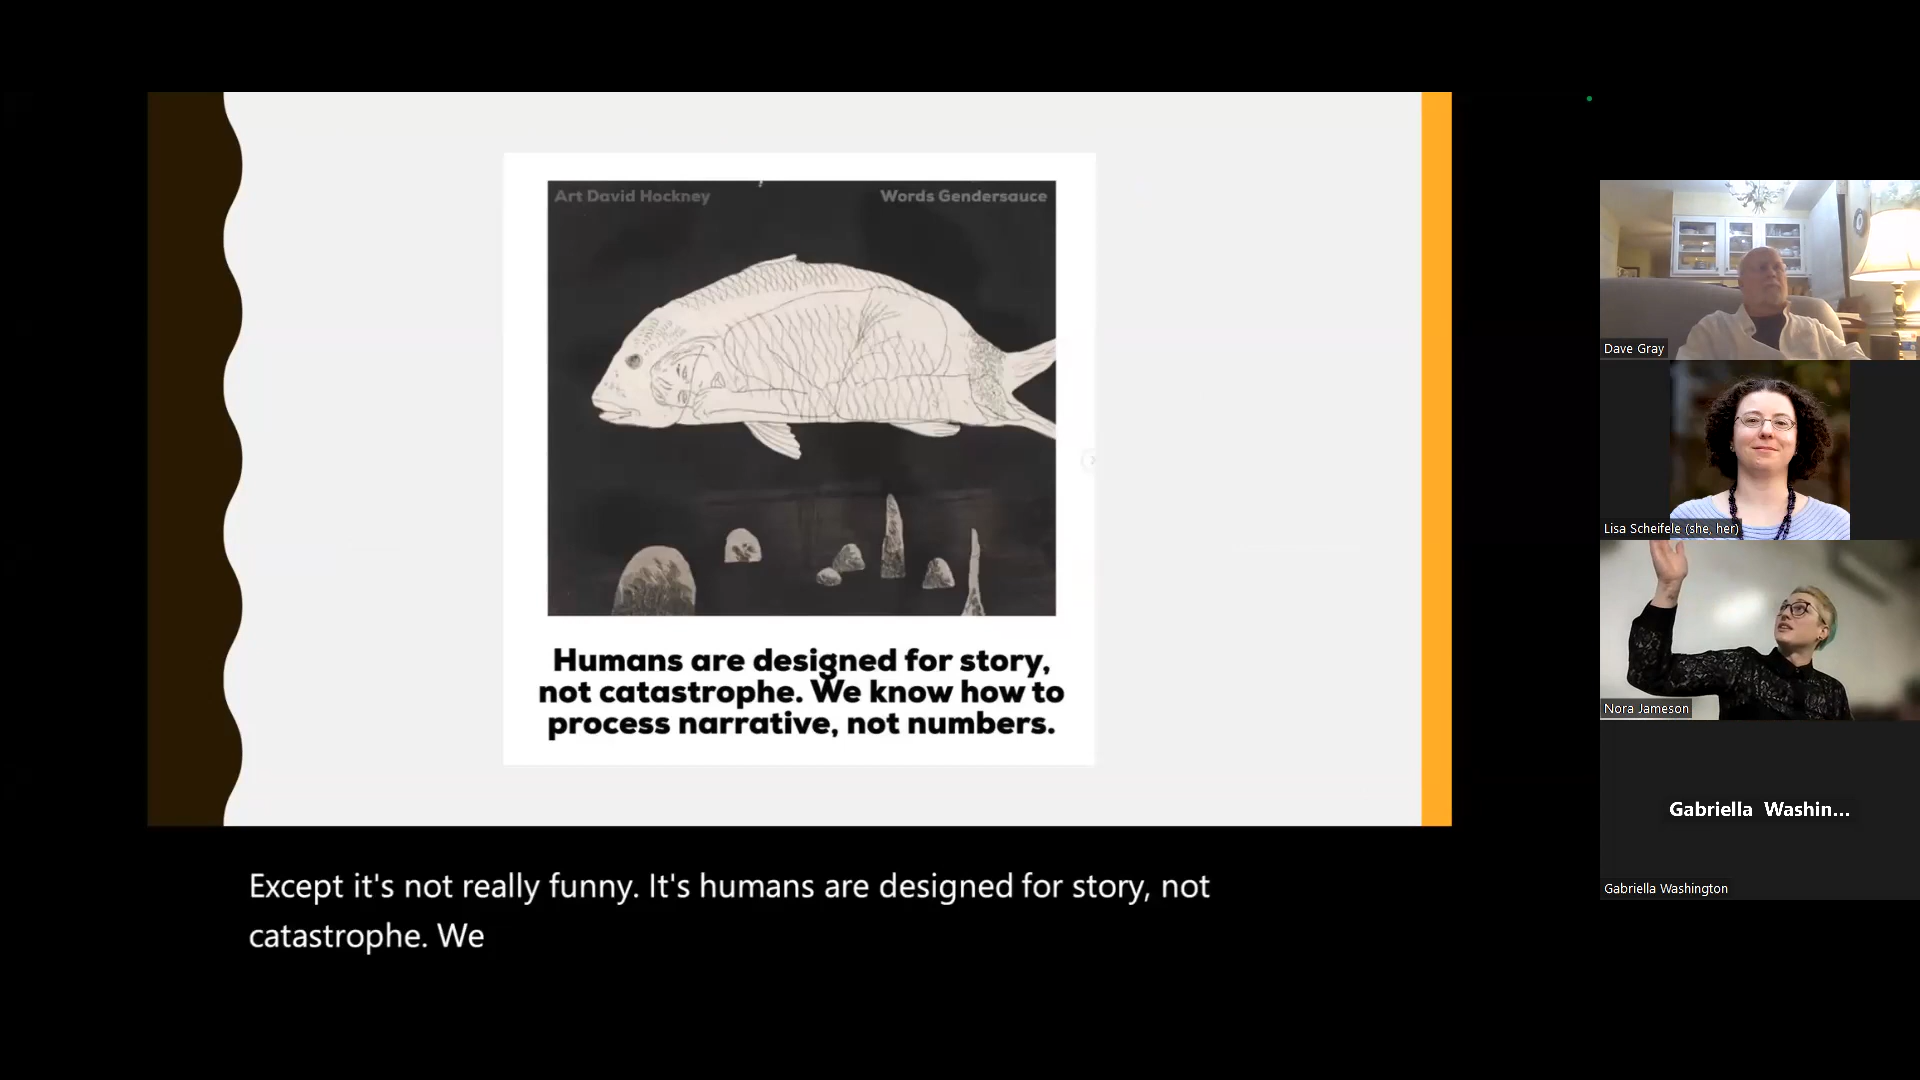 Art David Hockney
Words Gendersauce
Humans are designed for story,
not catastrophe. We know how to
process narrative, not numbers.
Except it's not really funny. It's humans are designed for story, not
catastrophe. We
Dave Gray
Lisa Scheifele (she, her)
Nora Jameson
Gabriella Washin...
Gabriella Washington